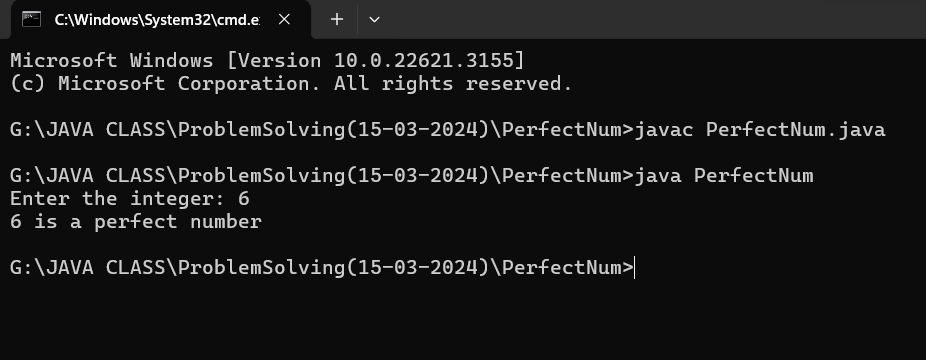 C:\Windows\System32\cmd.e
Microsoft Windows [Version 10.0.22621.3155]
(c) Microsoft Corporation. All rights reserved.
G:\JAVA CLASS\ProblemSolving(15-03-2024)\PerfectNum>javac PerfectNum.java
G:\JAVA CLASS\ProblemSolving(15-03-2024)\PerfectNum>java PerfectNum
Enter the integer: 6
6 is a perfect number
G:\JAVA CLASS\ProblemSolving(15-03-2024)\PerfectNum>